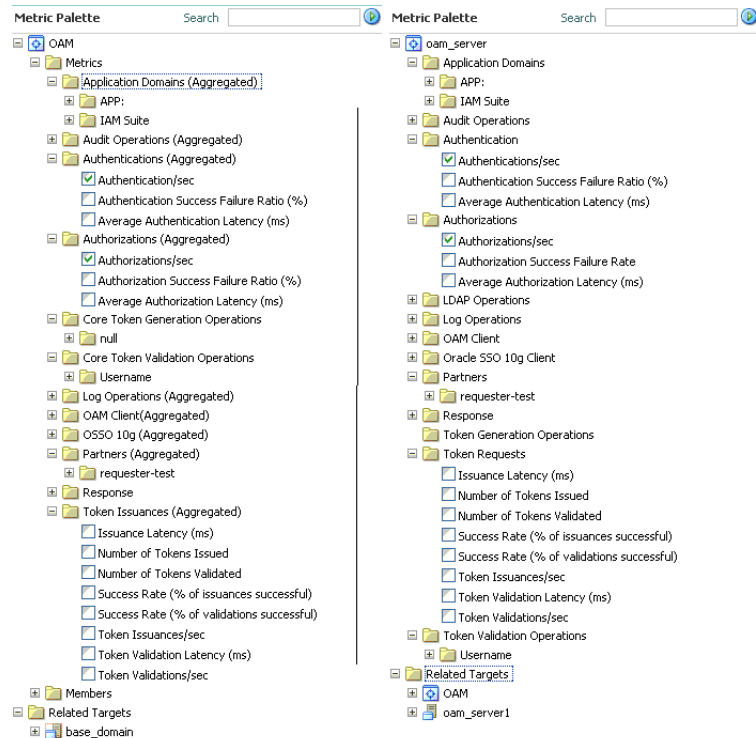 Metric Palette Search
OAM
Metrics
Application Domains (Aggregated)
APP:
IAM Suite
Audit Operations (Aggregated)
Authentications (Aggregated)
Authentication/sec
Authentication Success Failure Ratio (%)
Average Authentication Latency (ms)
Authorizations (Aggregated)
Authorizations/sec
Authorization Success Failure Ratio (%)
Average Authorization Latency (ms)
Core Token Generation Operations
null
Core Token Validation Operations
Username
Log Operations (Aggregated)
OAM Client(Aggregated)
OSSO 10g (Aggregated)
Partners (Aggregated)
requester-test
Response
Token Issuances (Aggregated)
Issuance Latency (ms)
Number of Tokens Issued
Number of Tokens Validated
Success Rate (% of issuances successful)
Success Rate (% of validations successful)
Token Issuances/sec
Token Validation Latency (ms)
Token Validations/sec
Members
Related Targets
base_domain
Metric Palette Search
oam_server
Application Domains
APP:
IAM Suite
Audit Operations
Authentication
Authentications/sec
Authentication Success Failure Ratio (%)
Average Authentication Latency (ms)
Authorizations
Authorizations/sec
Authorization Success Failure Rate
Average Authorization Latency (ms)
LDAP Operations
Log Operations
OAM Client
Oracle SSO 10g Client
Partners
requester-test
Response
Token Generation Operations
Token Requests
Issuance Latency (ms)
Number of Tokens Issued
Number of Tokens Validated
Success Rate (% of issuances successful)
Success Rate (% of validations successful)
Token Issuances/sec
Token Validation Latency (ms)
Token Validations/sec
Token Validation Operations
Username
Related Targets
OAM
oam_server1